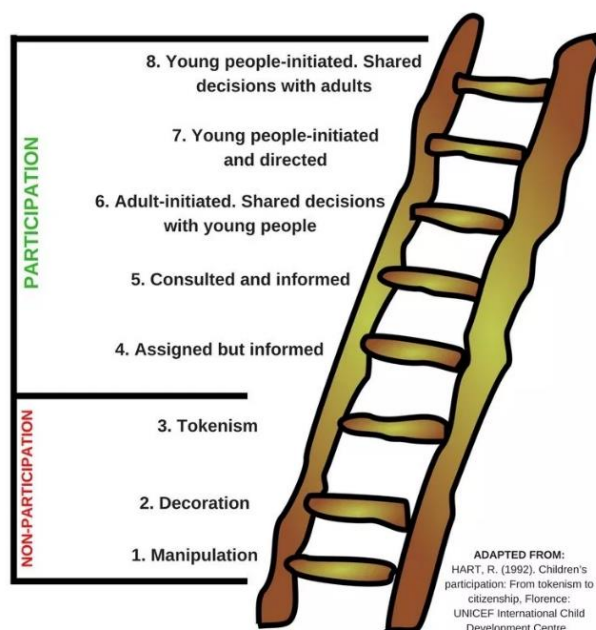 8. Young people-initiated. Shared
decisions with adults
7. Young people-initiated
and directed
6. Adult-initiated. Shared decisions
with young people
5. Consulted and informed
4. Assigned but informed
3. Tokenism
2. Decoration
1. Manipulation
PARTICIPATION
NON-PARTICIPATION
ADAPTED FROM:
HART, R. (1992). Children's
participation: From tokenism to
citizenship, Florence:
UNICEF International Child
Development Centre